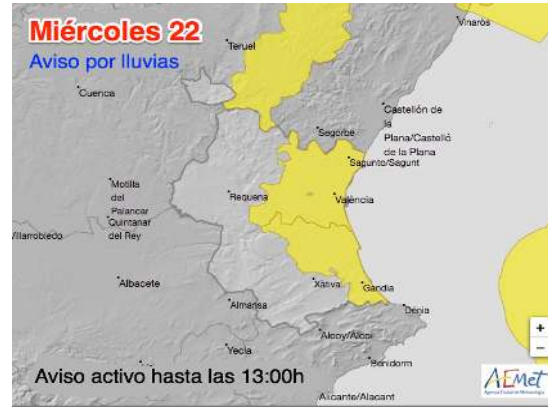 Miércoles 22
Aviso por lluvias
Teruel
Vinaròs
Cuenca
Castellón de
la
Plana/Castelló
de la Plana
Segorbe
Sagunto/Sagunt
Motilla
del
Palancar
Requena
València
Quintanar
del Rey
Villarrobledo
Albacete
Xàtiva
Gandia
Almansa
Dénia
Alcoy/Alcoi
Yecla
Benidorm
+
−
Aviso activo hasta las 13:00h
AEMet
Alicante/Alacant